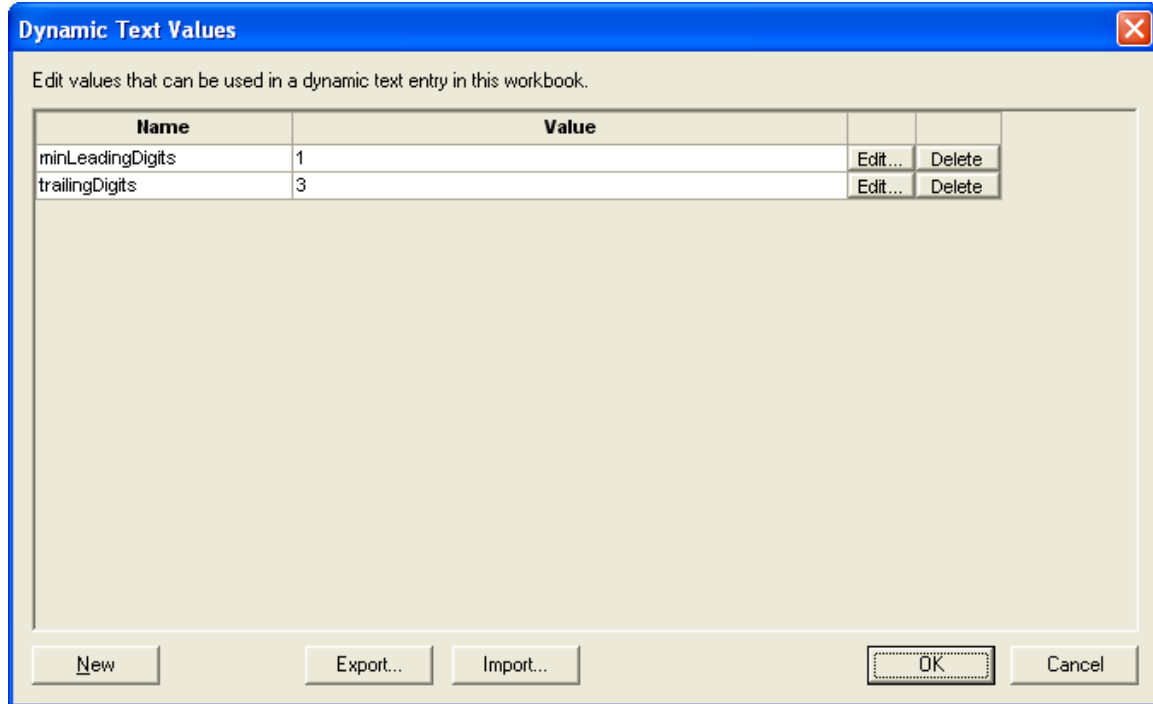 Dynamic Text Values
Edit values that can be used in a dynamic text entry in this workbook.
Name Value
minLeadingDigits 1 Edit... Delete
trailingDigits 3 Edit... Delete
New Export... Import... OK Cancel